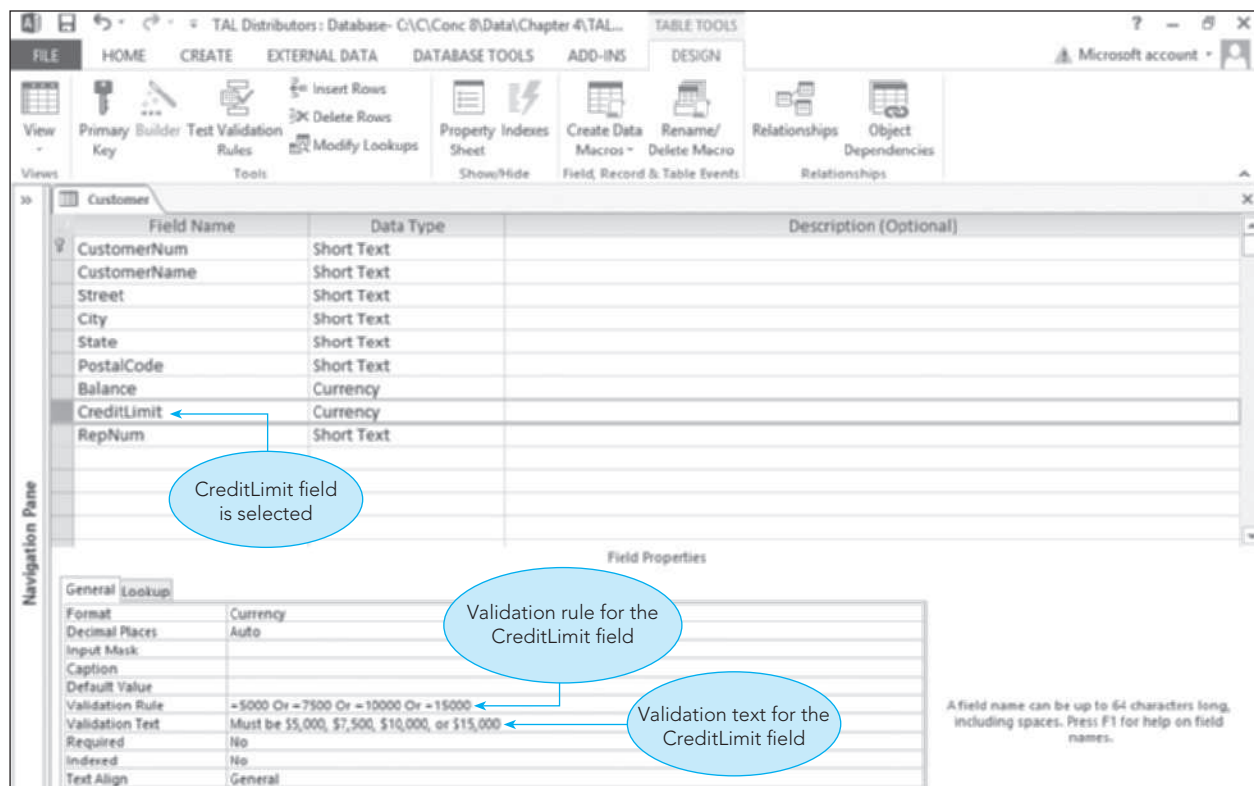 TAL Distributors : Database- C:\C\Conc 8\Data\Chapter 4\TAL...
TABLE TOOLS
? – X
FILE HOME CREATE EXTERNAL DATA DATABASE TOOLS ADD-INS DESIGN
Microsoft account
View
Primary Key
Builder
Test Validation Rules
Insert Rows
Delete Rows
Modify Lookups
Property Sheet
Indexes
Create Data Macros
Rename/ Delete Macro
Relationships
Object Dependencies
Views
Tools
Show/Hide
Field, Record & Table Events
Relationships
Customer
Field Name Data Type Description (Optional)
CustomerNum Short Text
CustomerName Short Text
Street Short Text
City Short Text
State Short Text
PostalCode Short Text
Balance Currency
CreditLimit Currency
RepNum Short Text
CreditLimit field
is selected
Navigation Pane
Field Properties
General Lookup
Format Currency
Decimal Places Auto
Input Mask
Caption
Default Value
Validation Rule =5000 Or =7500 Or =10000 Or =15000
Validation Text Must be $5,000, $7,500, $10,000, or $15,000
Required No
Indexed No
Text Align General
Validation rule for the
CreditLimit field
Validation text for the
CreditLimit field
A field name can be up to 64 characters long,
including spaces. Press F1 for help on field
names.